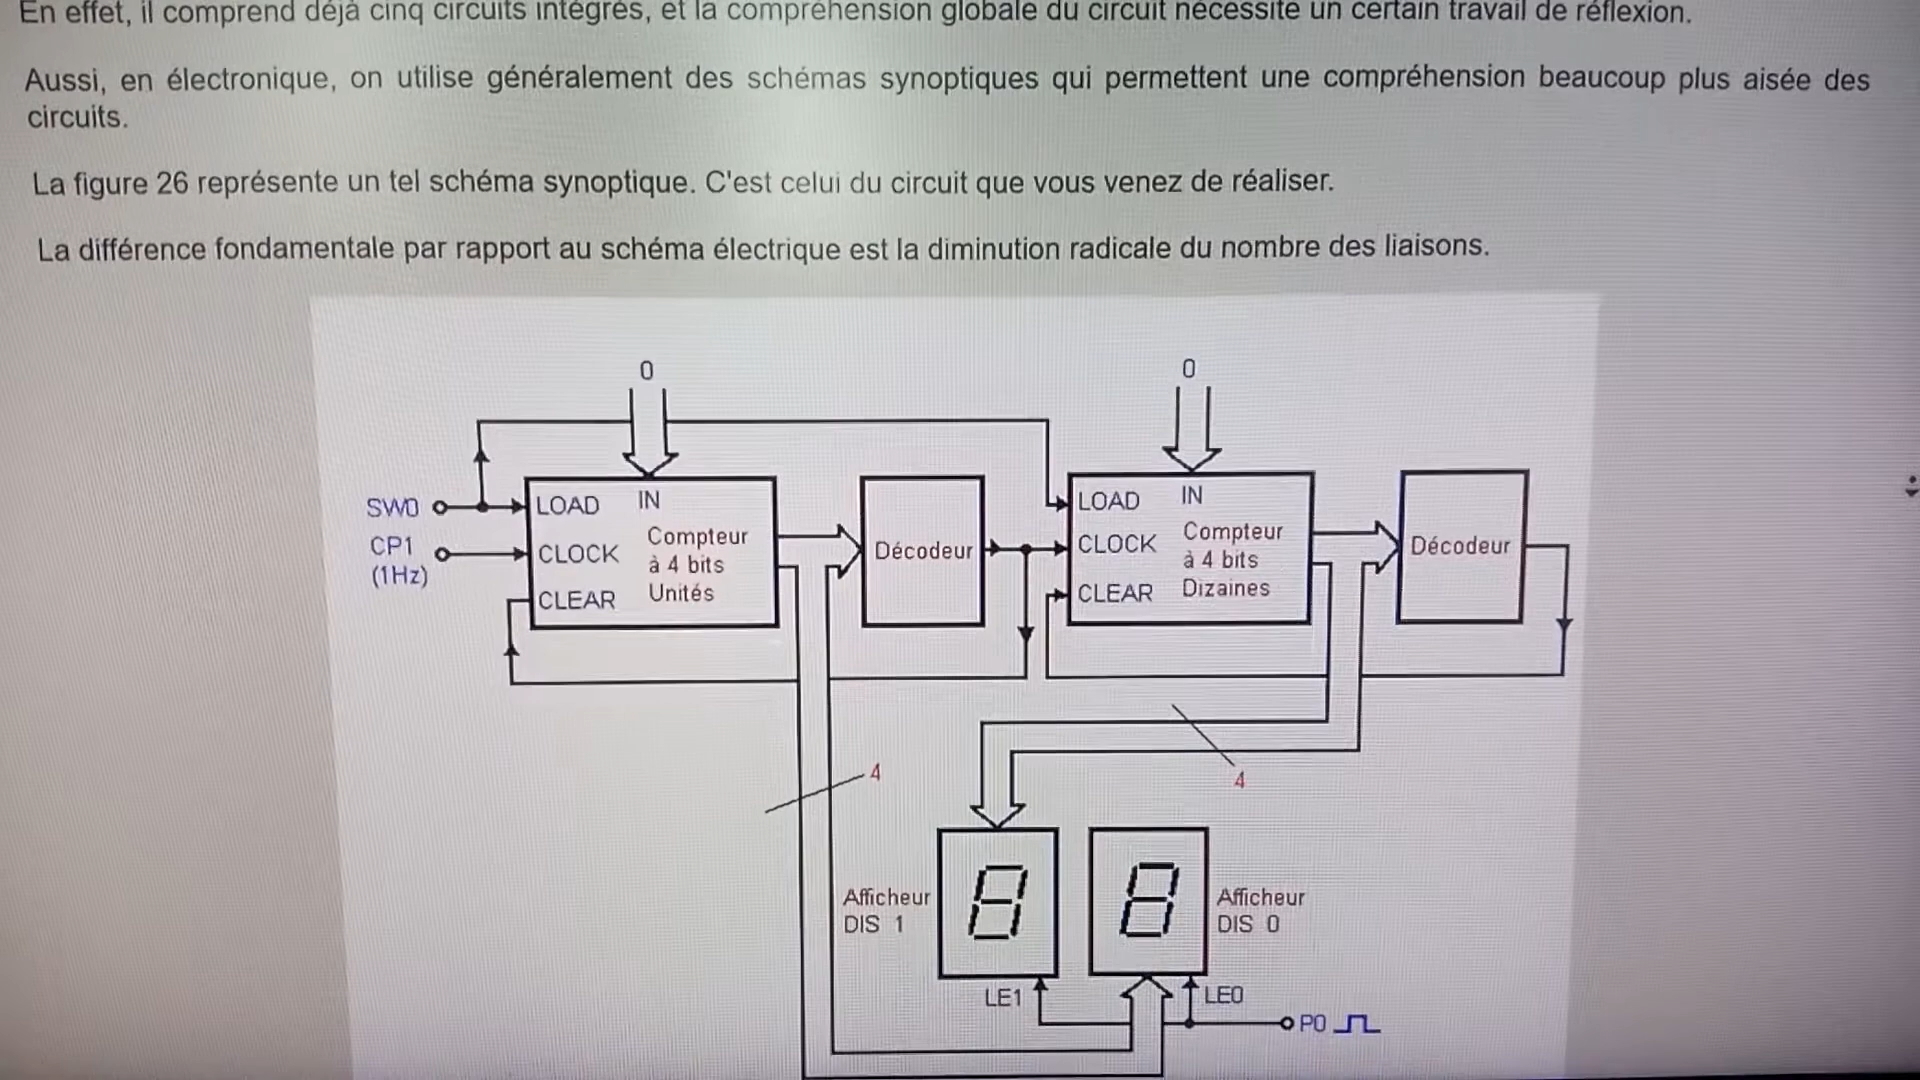 En effet, il comprend déjà cinq circuits intégrés, et la compréhension globale du circuit nécessite un certain travail de réflexion.
Aussi, en électronique, on utilise généralement des schémas synoptiques qui permettent une compréhension beaucoup plus aisée des
circuits.
La figure 26 représente un tel schéma synoptique. C'est celui du circuit que vous venez de réaliser.
La différence fondamentale par rapport au schéma électrique est la diminution radicale du nombre des liaisons.
0
0
SW0
CP1
(1Hz)
LOAD
IN
CLOCK
CLEAR
Compteur
à 4 bits
Unités
Décodeur
LOAD
IN
CLOCK
CLEAR
Compteur
à 4 bits
Dizaines
Décodeur
4
4
Afficheur
DIS 1
8
8
Afficheur
DIS 0
LE1
LE0
P0